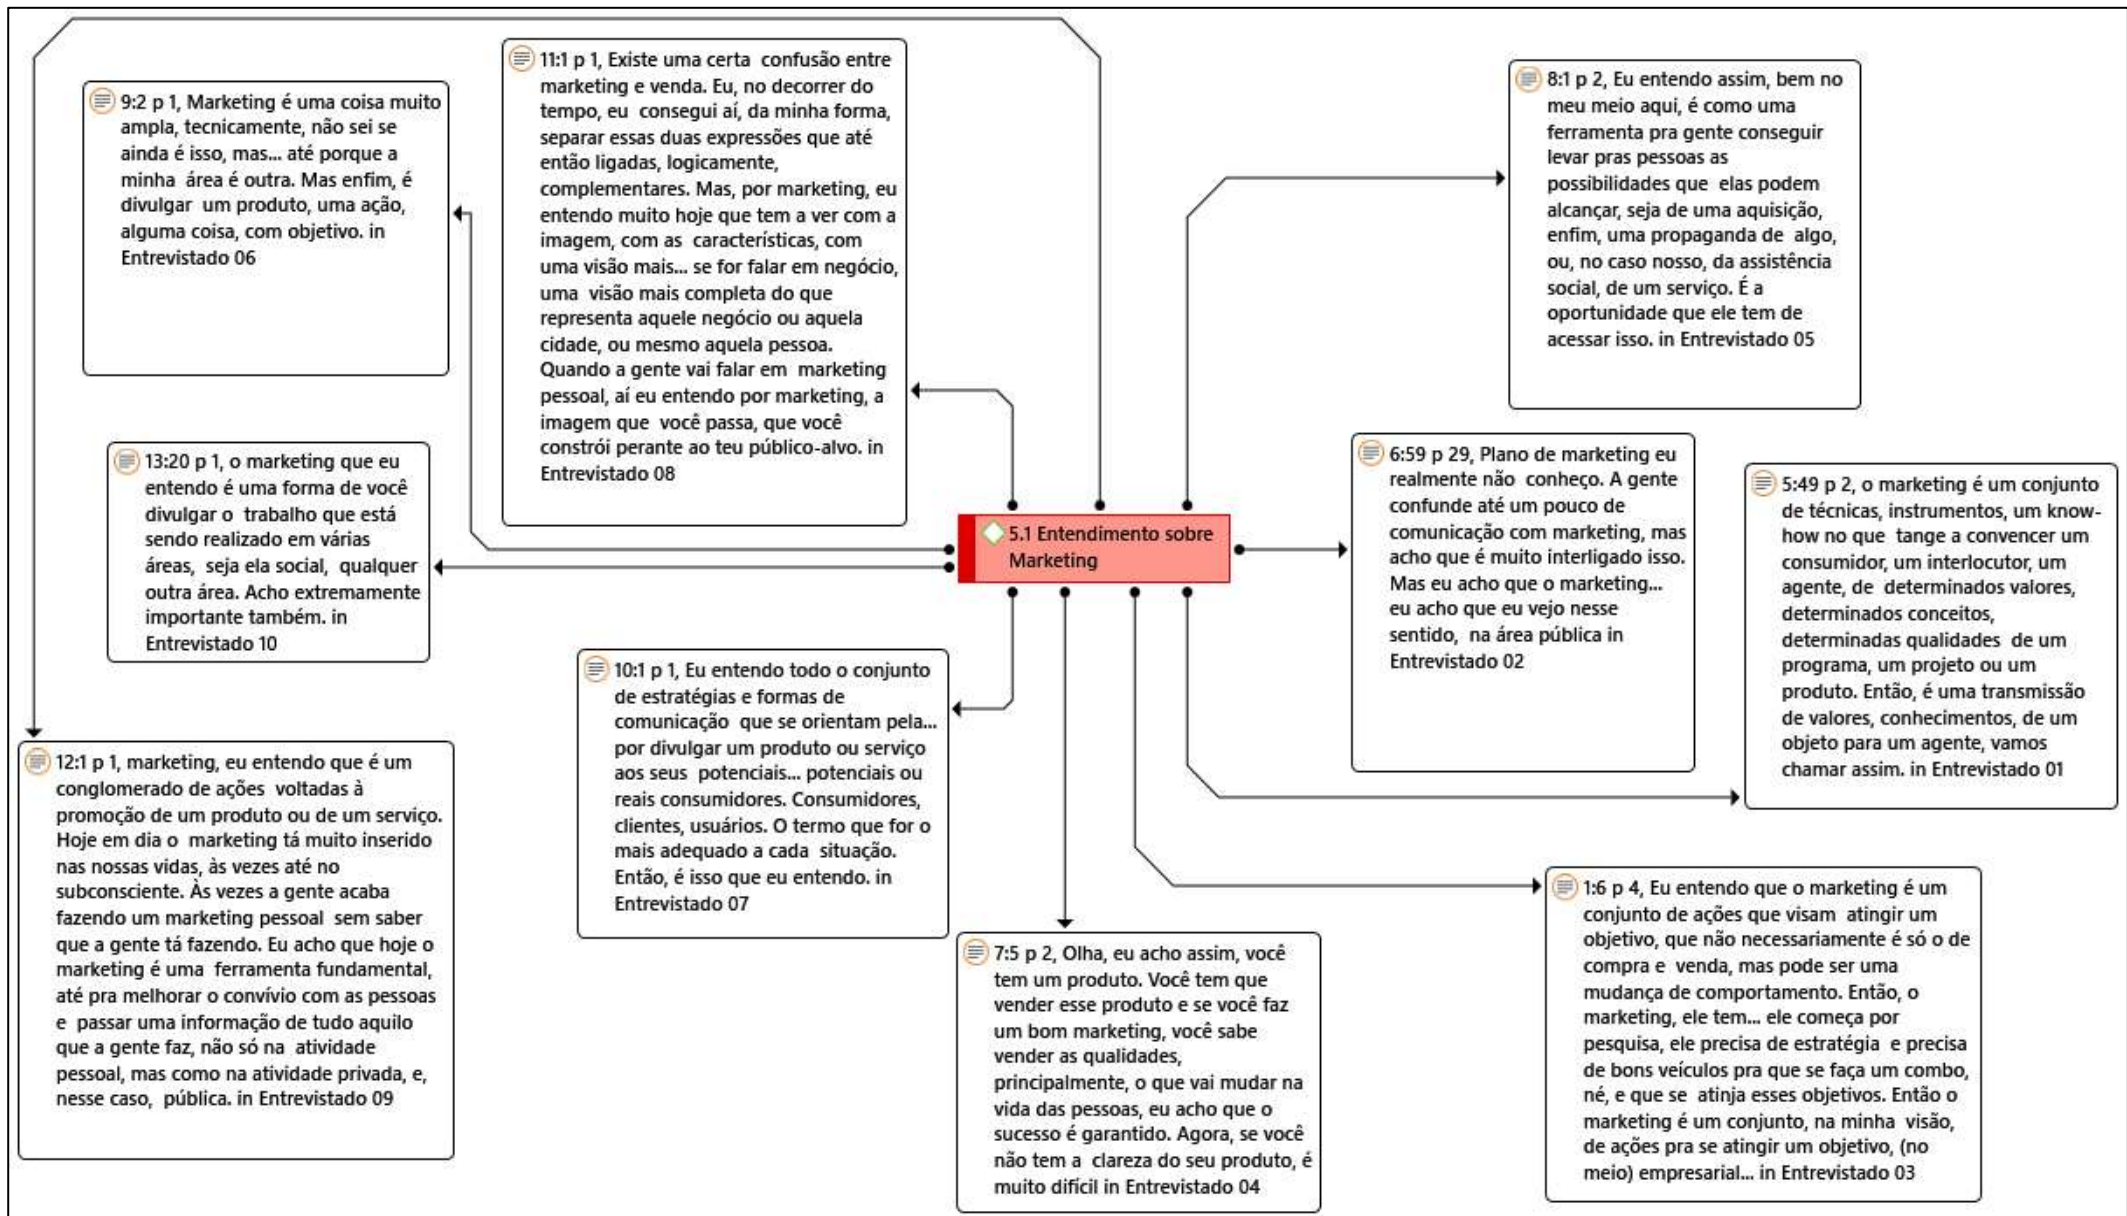 9:2 p 1, Marketing é uma coisa muito
ampla, tecnicamente, não sei se
ainda é isso, mas... até porque a
minha área é outra. Mas enfim, é
divulgar um produto, uma ação,
alguma coisa, com objetivo. in
Entrevistado 06
11:1 p 1, Existe uma certa confusão entre
marketing e venda. Eu, no decorrer do
tempo, eu consegui aí, da minha forma,
separar essas duas expressões que até
então ligadas, logicamente,
complementares. Mas, por marketing, eu
entendo muito hoje que tem a ver com a
imagem, com as características, com
uma visão mais... se for falar em negócio,
uma visão mais completa do que
representa aquele negócio ou aquela
cidade, ou mesmo aquela pessoa.
Quando a gente vai falar em marketing
pessoal, aí eu entendo por marketing, a
imagem que você passa, que você
constrói perante ao teu público-alvo. in
Entrevistado 08
8:1 p 2, Eu entendo assim, bem no
meu meio aqui, é como uma
ferramenta pra gente conseguir
levar pras pessoas as
possibilidades que elas podem
alcançar, seja de uma aquisição,
enfim, uma propaganda de algo,
ou, no caso nosso, da assistência
social, de um serviço. É a
oportunidade que ele tem de
acessar isso. in Entrevistado 05
13:20 p 1, o marketing que eu
entendo é uma forma de você
divulgar o trabalho que está
sendo realizado em várias
áreas, seja ela social, qualquer
outra área. Acho extremamente
importante também. in
Entrevistado 10
5.1 Entendimento sobre
Marketing
6:59 p 29, Plano de marketing eu
realmente não conheço. A gente
confunde até um pouco de
comunicação com marketing, mas
acho que é muito interligado isso.
Mas eu acho que o marketing...
eu acho que eu vejo nesse
sentido, na área pública in
Entrevistado 02
5:49 p 2, o marketing é um conjunto
de técnicas, instrumentos, um know-
how no que tange a convencer um
consumidor, um interlocutor, um
agente, de determinados valores,
determinados conceitos,
determinadas qualidades de um
programa, um projeto ou um
produto. Então, é uma transmissão
de valores, conhecimentos, de um
objeto para um agente, vamos
chamar assim. in Entrevistado 01
10:1 p 1, Eu entendo todo o conjunto
de estratégias e formas de
comunicação que se orientam pela...
por divulgar um produto ou serviço
aos seus potenciais... potenciais ou
reais consumidores. Consumidores,
clientes, usuários. O termo que for o
mais adequado a cada situação.
Então, é isso que eu entendo. in
Entrevistado 07
12:1 p 1, marketing, eu entendo que é um
conglomerado de ações voltadas à
promoção de um produto ou de um serviço.
Hoje em dia o marketing tá muito inserido
nas nossas vidas, às vezes até no
subconsciente. Às vezes a gente acaba
fazendo um marketing pessoal sem saber
que a gente tá fazendo. Eu acho que hoje o
marketing é uma ferramenta fundamental,
até pra melhorar o convívio com as pessoas
e passar uma informação de tudo aquilo
que a gente faz, não só na atividade
pessoal, mas como na atividade privada, e,
nesse caso, pública. in Entrevistado 09
7:5 p 2, Olha, eu acho assim, você
tem um produto. Você tem que
vender esse produto e se você faz
um bom marketing, você sabe
vender as qualidades,
principalmente, o que vai mudar na
vida das pessoas, eu acho que o
sucesso é garantido. Agora, se você
não tem a clareza do seu produto, é
muito difícil in Entrevistado 04
1:6 p 4, Eu entendo que o marketing é um
conjunto de ações que visam atingir um
objetivo, que não necessariamente é só o de
compra e venda, mas pode ser uma
mudança de comportamento. Então, o
marketing, ele tem... ele começa por
pesquisa, ele precisa de estratégia e precisa
de bons veículos pra que se faça um combo,
né, e que se atinja esses objetivos. Então o
marketing é um conjunto, na minha visão,
de ações pra se atingir um objetivo, (no
meio) empresarial... in Entrevistado 03